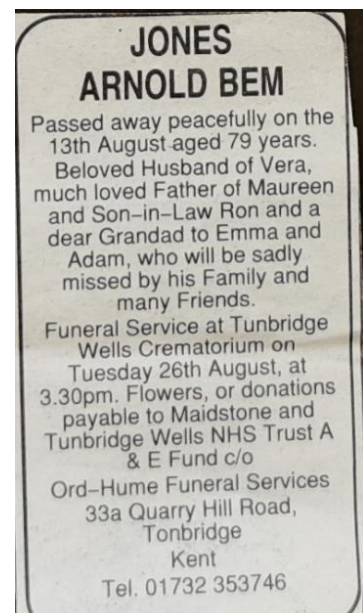 JONES
ARNOLD BEM
Passed away peacefully on the
13th August aged 79 years.
Beloved Husband of Vera,
much loved Father of Maureen
and Son-in-Law Ron and a
dear Grandad to Emma and
Adam, who will be sadly
missed by his Family and
many Friends.
Funeral Service at Tunbridge
Wells Crematorium on
Tuesday 26th August, at
3.30pm. Flowers, or donations
payable to Maidstone and
Tunbridge Wells NHS Trust A
& E Fund c/o
Ord-Hume Funeral Services
33a Quarry Hill Road,
Tonbridge
Kent
Tel. 01732 353746